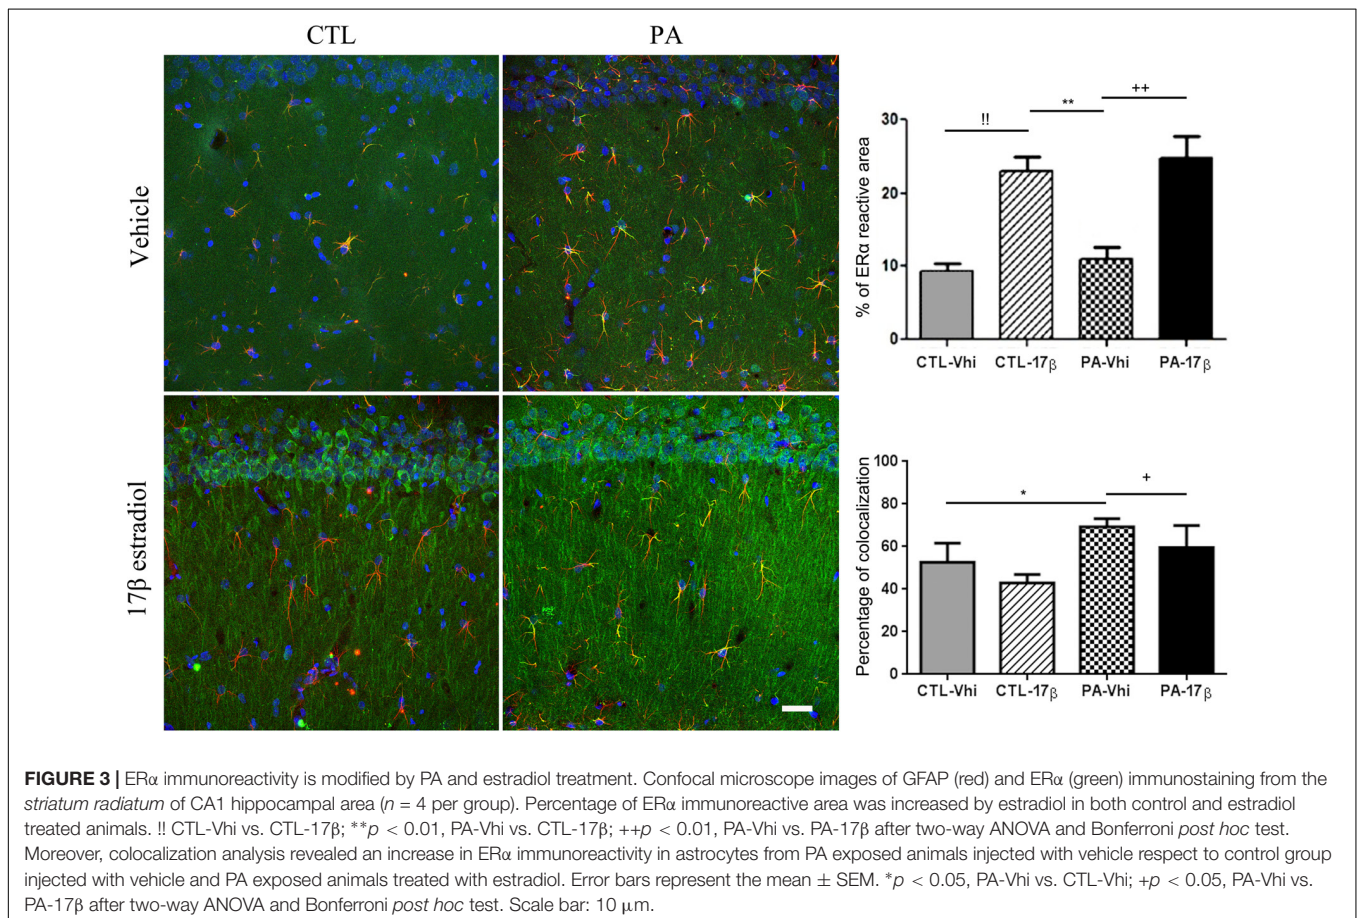 CTL
PA
Vehicle
17β estradiol
% of ERα reactive area
30
20
10
0
!!
**
++
CTL-Vhi
CTL-17β
PA-Vhi
PA-17β
Percentage of colocalization
100
80
60
40
20
0
*
+
CTL-Vhi
CTL-17β
PA-Vhi
PA-17β
FIGURE 3 | ERα immunoreactivity is modified by PA and estradiol treatment. Confocal microscope images of GFAP (red) and ERα (green) immunostaining from the
striatum radiatum of CA1 hippocampal area (n = 4 per group). Percentage of ERα immunoreactive area was increased by estradiol in both control and estradiol
treated animals. !! CTL-Vhi vs. CTL-17β; **p < 0.01, PA-Vhi vs. CTL-17β; ++p < 0.01, PA-Vhi vs. PA-17β after two-way ANOVA and Bonferroni post hoc test.
Moreover, colocalization analysis revealed an increase in ERα immunoreactivity in astrocytes from PA exposed animals injected with vehicle respect to control group
injected with vehicle and PA exposed animals treated with estradiol. Error bars represent the mean ± SEM. *p < 0.05, PA-Vhi vs. CTL-Vhi; +p < 0.05, PA-Vhi vs.
PA-17β after two-way ANOVA and Bonferroni post hoc test. Scale bar: 10 μm.